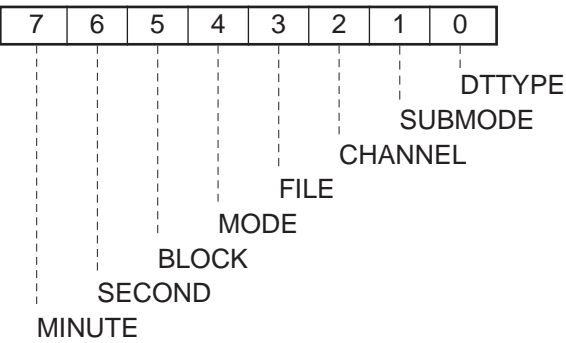 7 6 5 4 3 2 1 0
DTTYPE
SUBMODE
CHANNEL
FILE
MODE
BLOCK
SECOND
MINUTE